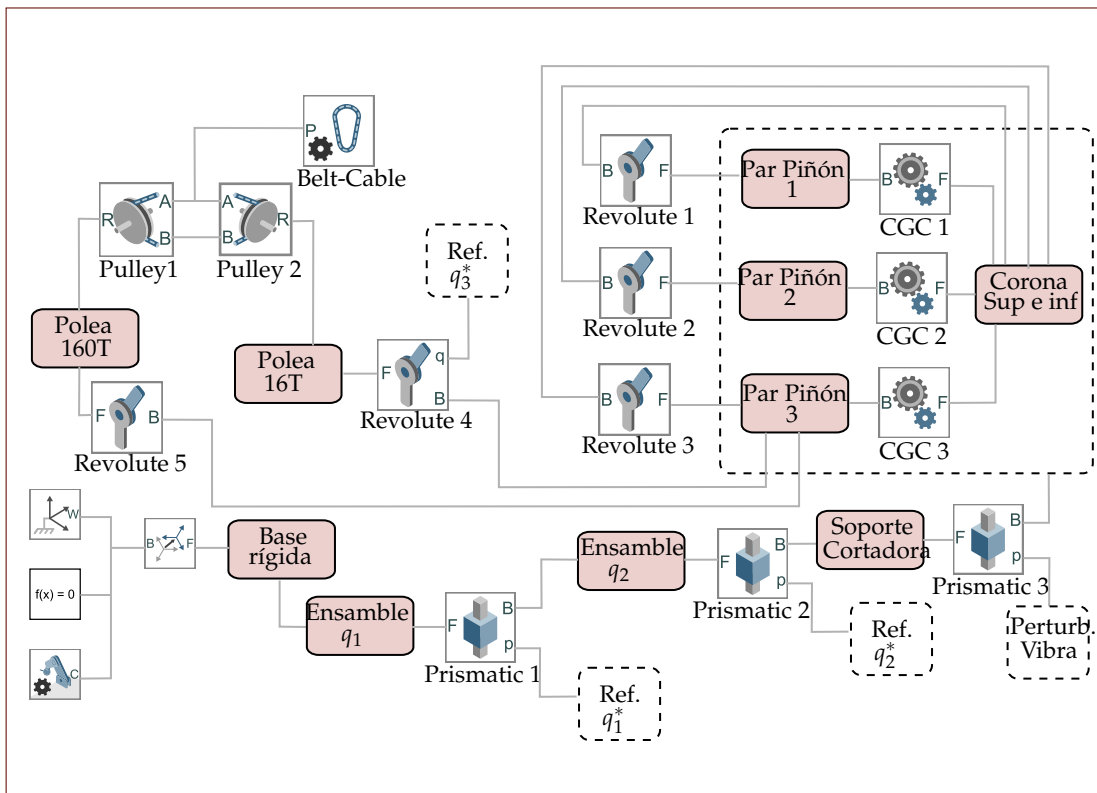 P
Belt-Cable
R
A
B
Pulley1
A
B
R
Pulley 2
Polea
160T
F
B
Revolute 5
Polea
16T
F
q
B
Revolute 4
Ref.
q₃*
B
F
Revolute 1
Par Piñón
1
B
F
CGC 1
B
F
Revolute 2
Par Piñón
2
B
F
CGC 2
Corona
Sup e inf
B
F
Revolute 3
Par Piñón
3
B
F
CGC 3
W
f(x) = 0
C
B
F
Base
rígida
Ensamble
q₁
F
B
p
Prismatic 1
Ref.
q₁*
Ensamble
q₂
F
B
p
Prismatic 2
Ref.
q₂*
Soporte
Cortadora
F
B
p
Prismatic 3
Perturb.
Vibra